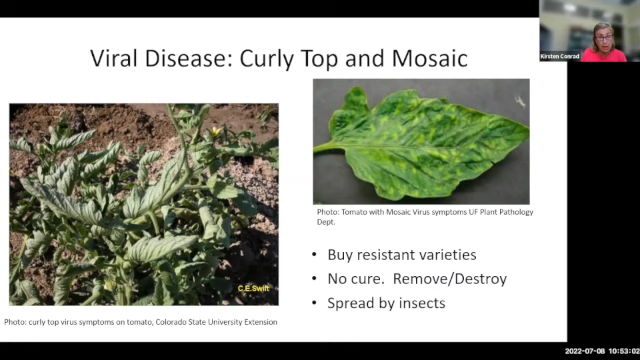 Viral Disease: Curly Top and Mosaic
Kirsten Conrad
C.E.Swift
Photo: curly top virus symptoms on tomato, Colorado State University Extension
Photo: Tomato with Mosaic Virus symptoms UF Plant Pathology
Dept.
• Buy resistant varieties
• No cure.  Remove/Destroy
• Spread by insects
2022-07-08 10:53:02